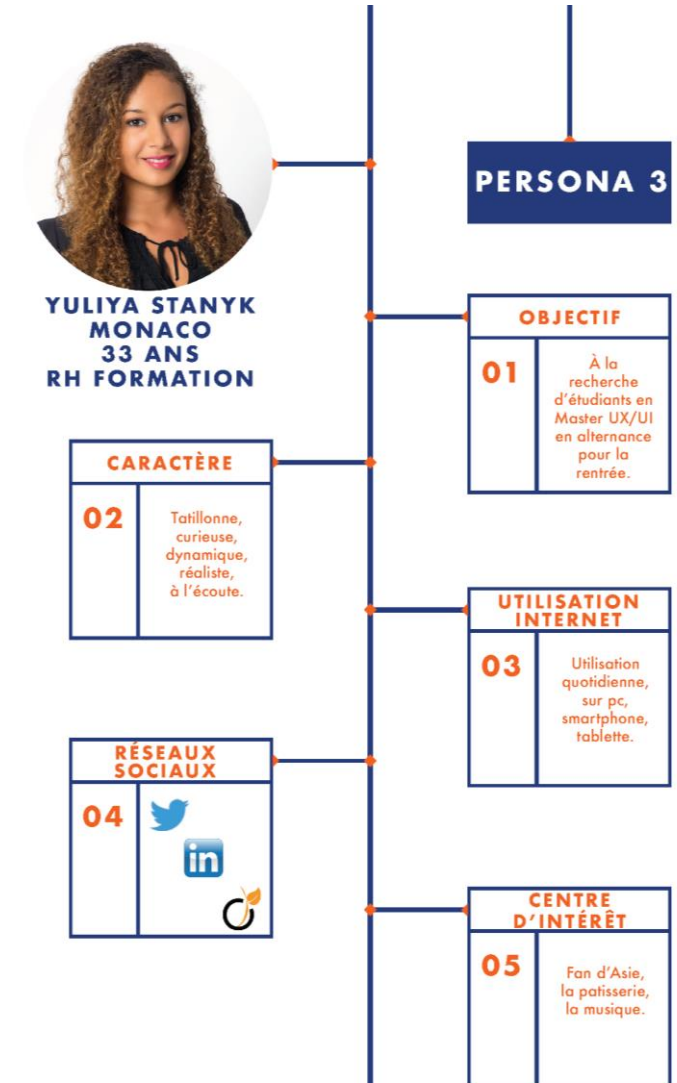 PERSONA 3
YULIYA STANYK
MONACO
33 ANS
RH FORMATION
OBJECTIF
01
À la
recherche
d'étudiants en
Master UX/UI
en alternance
pour la
rentrée.
CARACTÈRE
02
Tatillonne,
curieuse,
dynamique,
réaliste,
à l'écoute.
UTILISATION
INTERNET
03
Utilisation
quotidienne,
sur pc,
smartphone,
tablette.
RÉSEAUX
SOCIAUX
04
in
CENTRE
D'INTÉRÊT
05
Fan d'Asie,
la patisserie,
la musique.